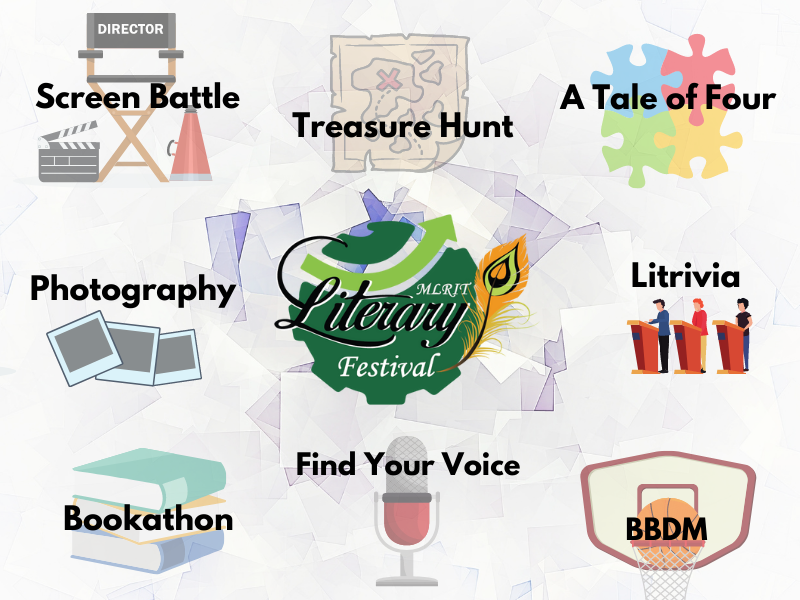 DIRECTOR
Screen Battle
Treasure Hunt
A Tale of Four
Photography
MLRIT
Literary
Festival
Litrivia
Bookathon
Find Your Voice
BBDM